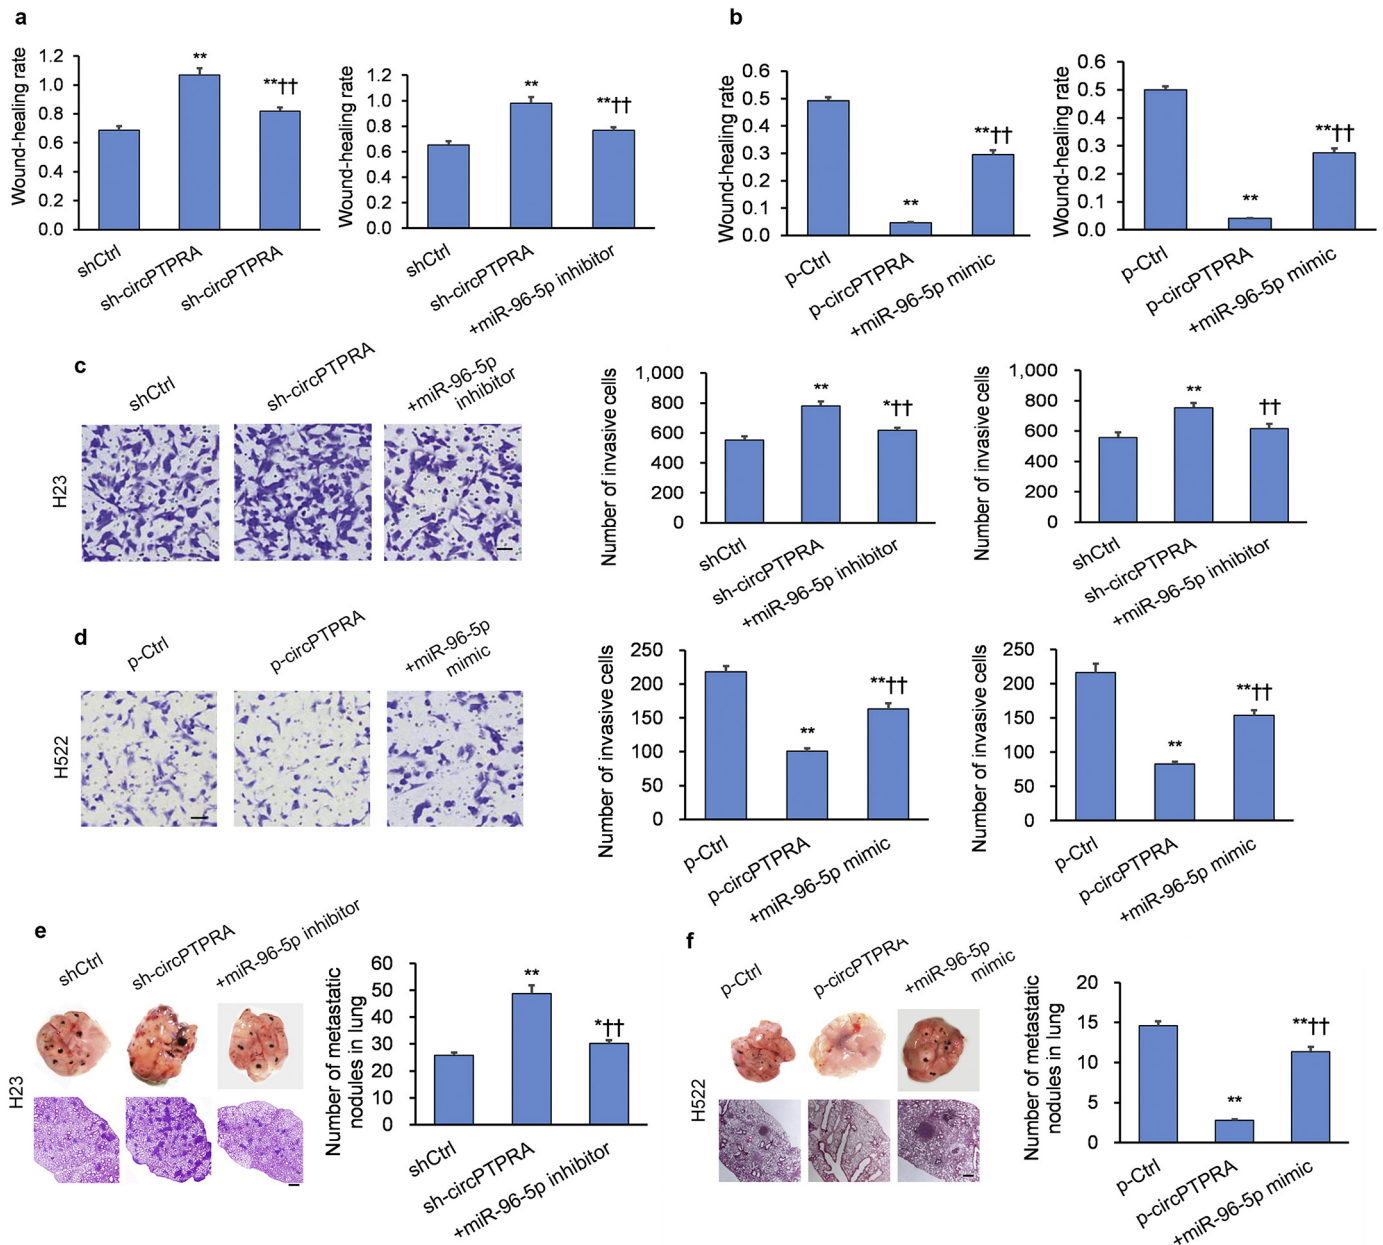 a
Wound-healing rate
1.2
1.0
0.8
0.6
0.4
0.2
0.0
**
**††
shCtrl
sh-circPTPRA
sh-circPTPRA
Wound-healing rate
1.2
1.0
0.8
0.6
0.4
0.2
0.0
**
**††
shCtrl
sh-circPTPRA
+miR-96-5p inhibitor
b
Wound-healing rate
0.6
0.5
0.4
0.3
0.2
0.1
0.0
**
**††
p-Ctrl
p-circPTPRA
+miR-96-5p mimic
Wound-healing rate
0.6
0.5
0.4
0.3
0.2
0.1
0.0
**
**††
p-Ctrl
p-circPTPRA
+miR-96-5p mimic
c
shCtrl
sh-circPTPRA
+miR-96-5p
inhibitor
H23
Number of invasive cells
1,000
800
600
400
200
0
**
*††
shCtrl
sh-circPTPRA
+miR-96-5p inhibitor
Number of invasive cells
1,000
800
600
400
200
0
**
††
shCtrl
sh-circPTPRA
+miR-96-5p inhibitor
d
p-Ctrl
p-circPTPRA
+miR-96-5p
mimic
H522
Number of invasive cells
250
200
150
100
50
0
**
**††
p-Ctrl
p-circPTPRA
+miR-96-5p mimic
Number of invasive cells
250
200
150
100
50
0
**
**††
p-Ctrl
p-circPTPRA
+miR-96-5p mimic
e
shCtrl
sh-circPTPRA
+miR-96-5p inhibitor
H23
Number of metastatic
nodules in lung
60
50
40
30
20
10
0
**
*††
shCtrl
sh-circPTPRA
+miR-96-5p inhibitor
f
p-Ctrl
p-circPTPRA
+miR-96-5p
mimic
H522
Number of metastatic
nodules in lung
20
15
10
5
0
**
**††
p-Ctrl
p-circPTPRA
+miR-96-5p mimic